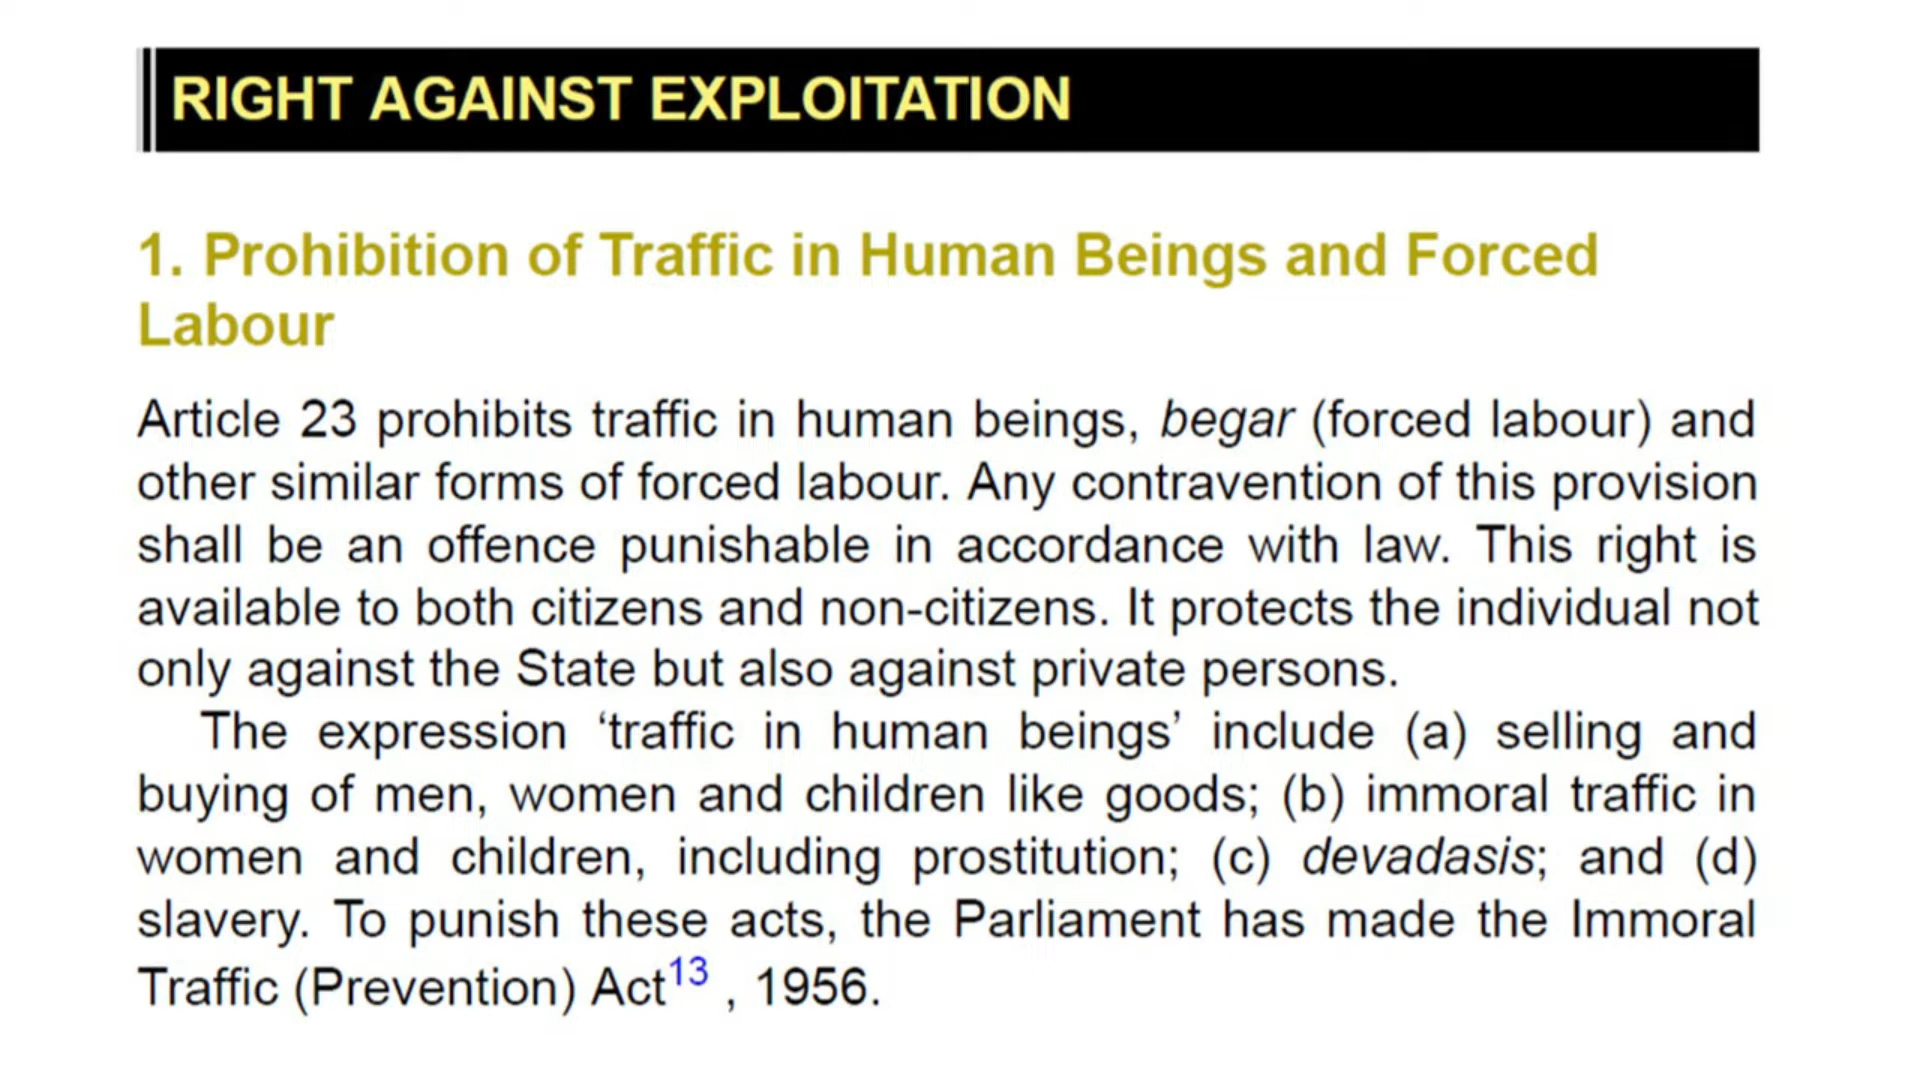 RIGHT AGAINST EXPLOITATION
1. Prohibition of Traffic in Human Beings and Forced
Labour
Article 23 prohibits traffic in human beings, begar (forced labour) and
other similar forms of forced labour. Any contravention of this provision
shall be an offence punishable in accordance with law. This right is
available to both citizens and non-citizens. It protects the individual not
only against the State but also against private persons.
The expression ‘traffic in human beings’ include (a) selling and
buying of men, women and children like goods; (b) immoral traffic in
women and children, including prostitution; (c) devadasis; and (d)
slavery. To punish these acts, the Parliament has made the Immoral
Traffic (Prevention) Act13 , 1956.